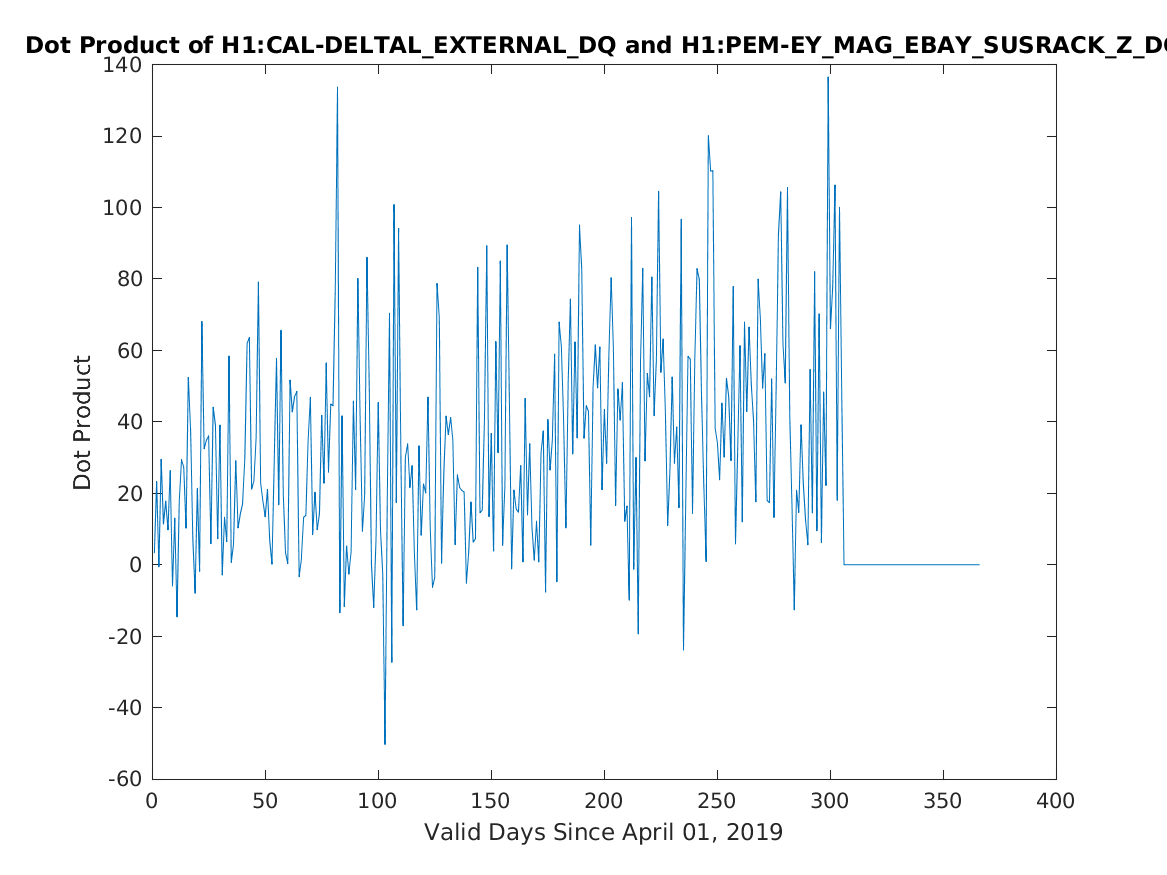 Dot Product of H1:CAL-DELTAL_EXTERNAL_DQ and H1:PEM-EY_MAG_EBAY_SUSRACK_Z_DQ
140
120
100
80
60
40
20
0
-20
-40
-60
Dot Product
0 50 100 150 200 250 300 350 400
Valid Days Since April 01, 2019